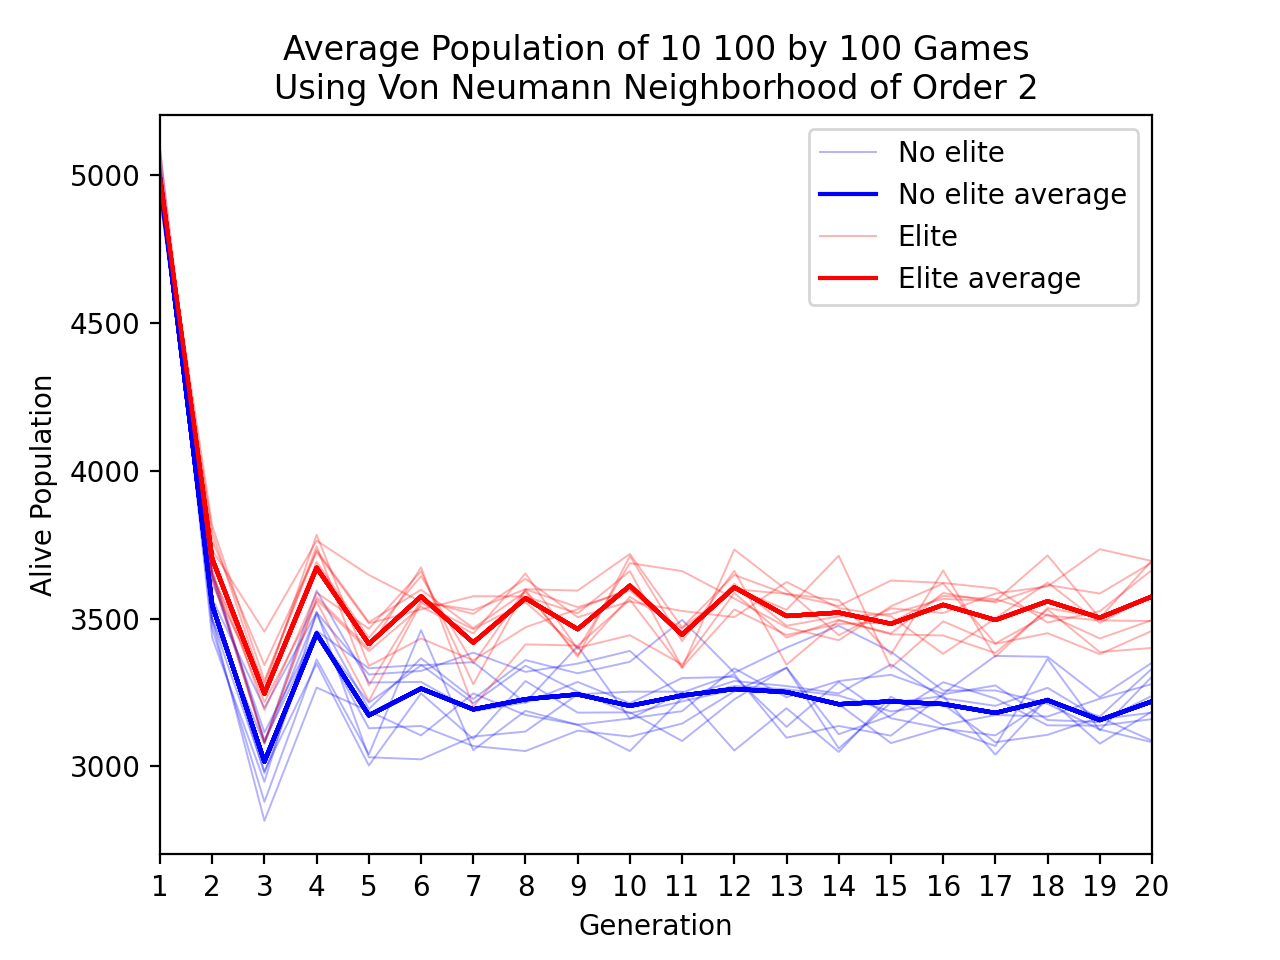 Average Population of 10 100 by 100 Games
Using Von Neumann Neighborhood of Order 2
No elite
No elite average
Elite
Elite average
5000
4500
4000
3500
3000
Alive Population
1 2 3 4 5 6 7 8 9 10 11 12 13 14 15 16 17 18 19 20
Generation